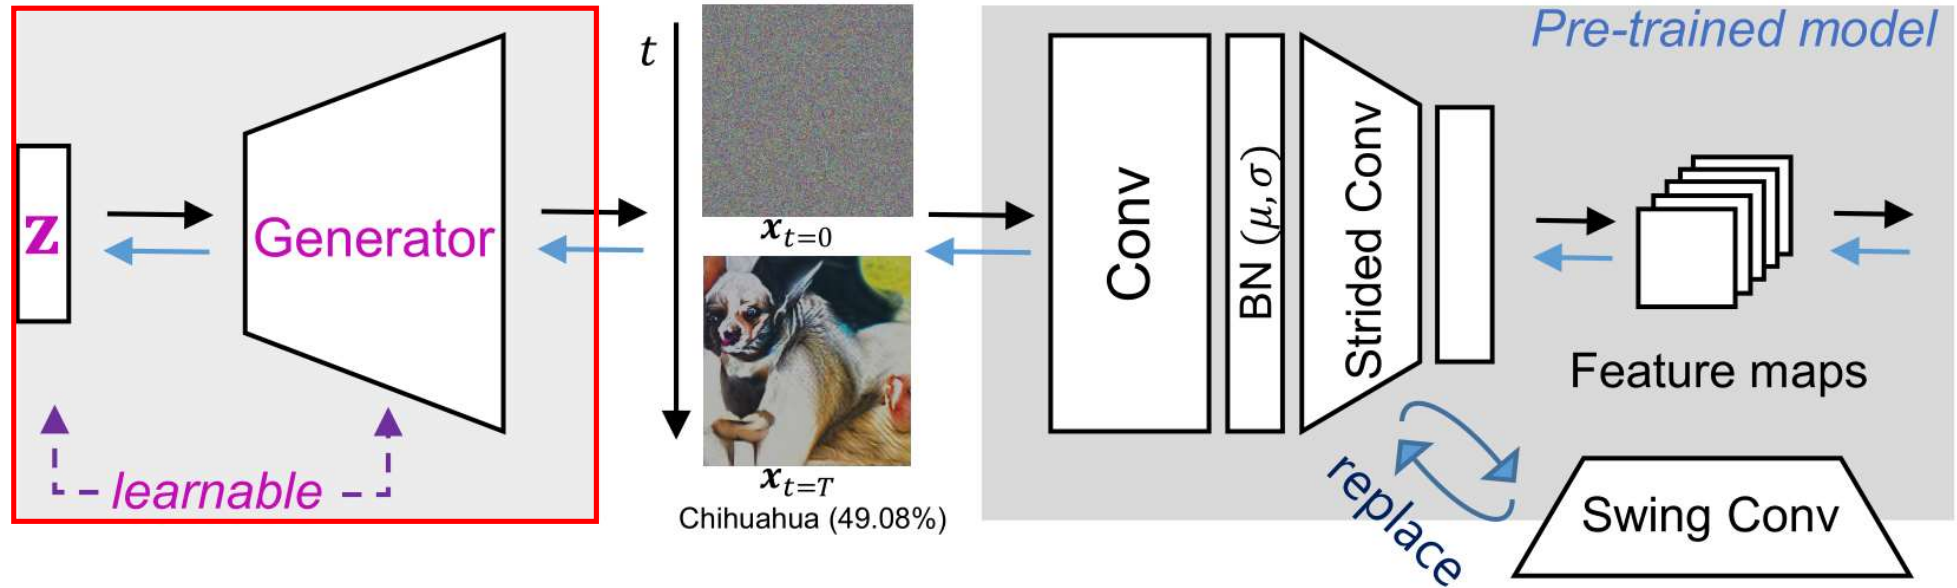 z
Generator
learnable
t
x_{t=0}
x_{t=T}
Chihuahua (49.08%)
Pre-trained model
Conv
BN (μ, σ)
Strided Conv
Feature maps
replace
Swing Conv